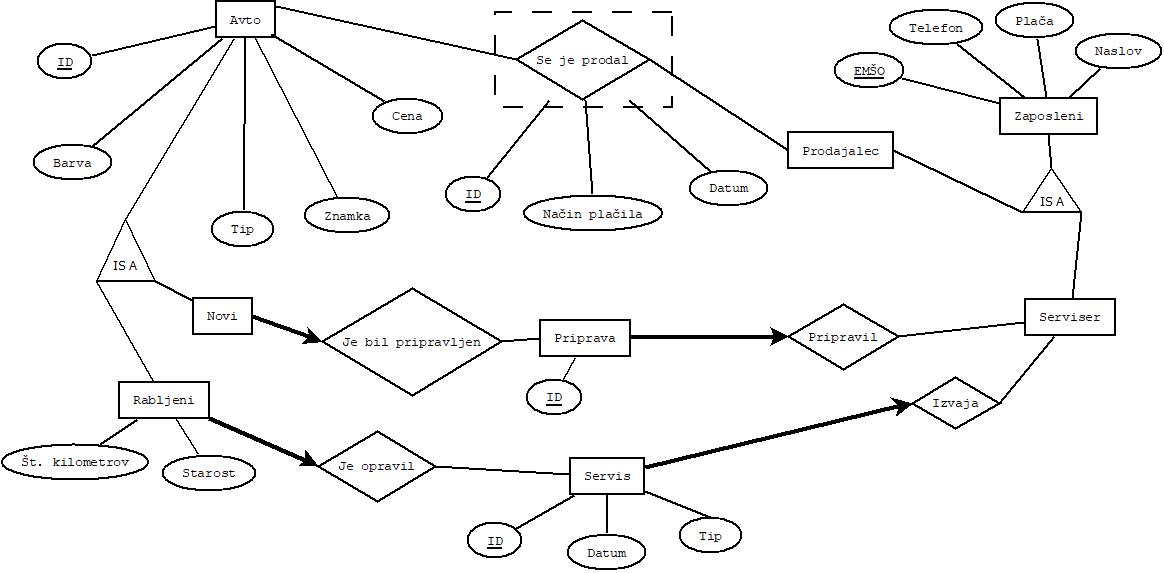 Avto
ID
Barva
Tip
Znamka
Cena
Se je prodal
ID
Način plačila
Datum
Prodajalec
EMŠO
Telefon
Plača
Naslov
Zaposleni
IS A
IS A
Novi
Je bil pripravljen
Priprava
ID
Pripravil
Serviser
Rabljeni
Št. kilometrov
Starost
Je opravil
Servis
ID
Datum
Tip
Izvaja